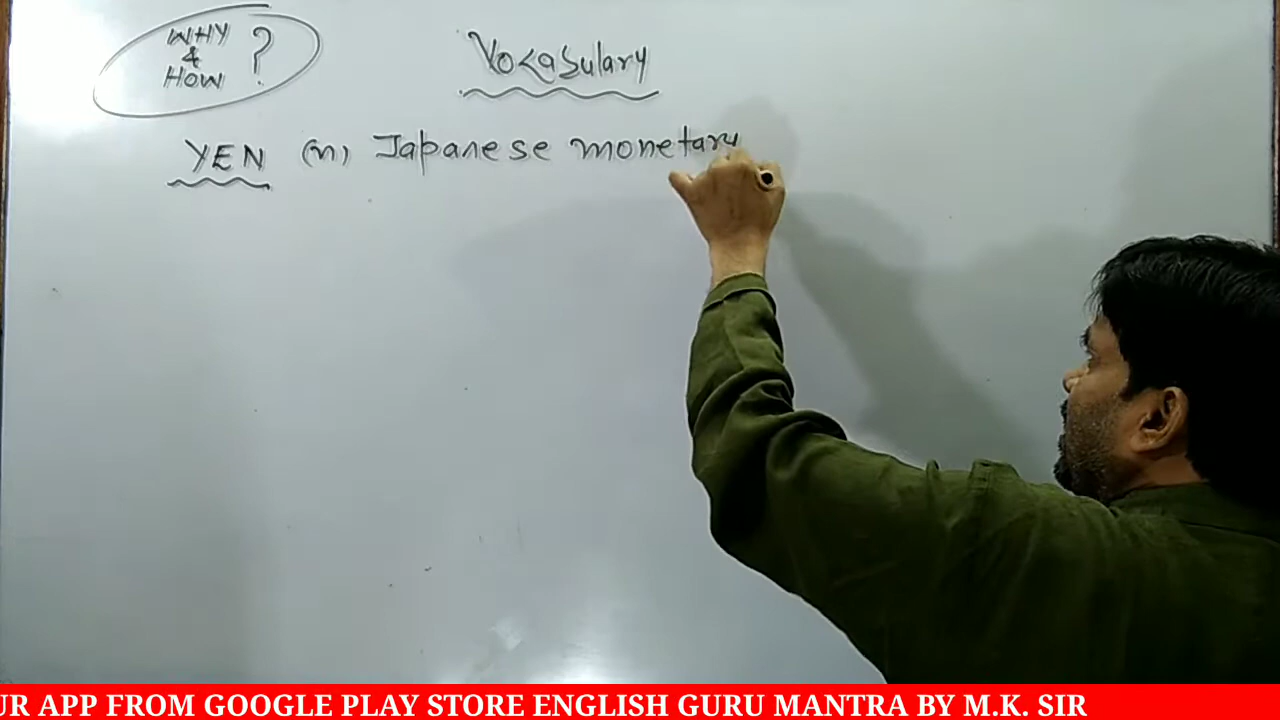 WHY
&
HOW ?
Vocabulary
YEN (n) Japanese monetary
UR APP FROM GOOGLE PLAY STORE ENGLISH GURU MANTRA BY M.K. SIR